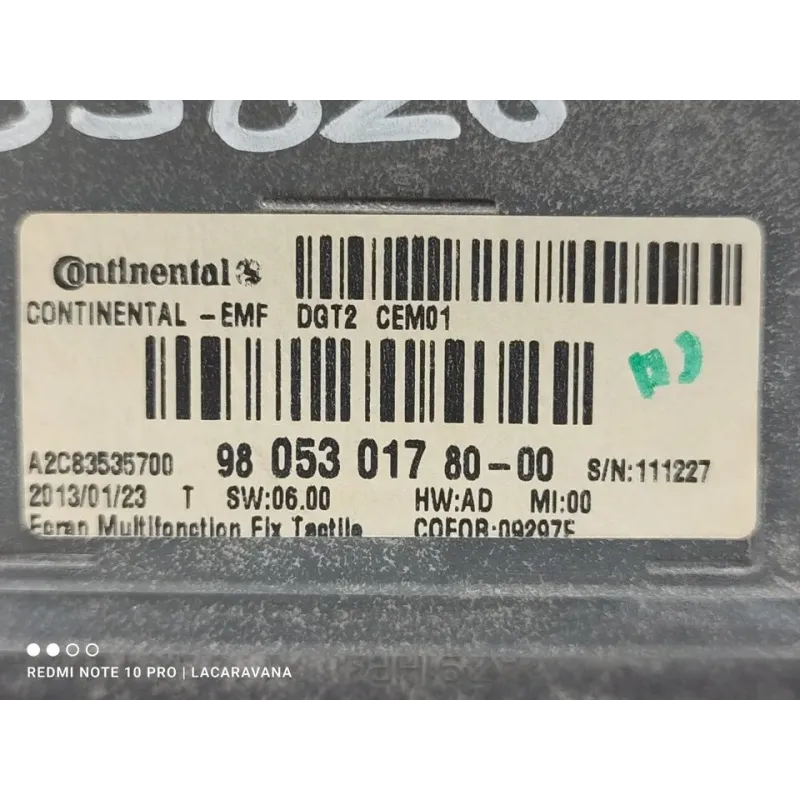 Continental
CONTINENTAL -EMF DGT2 CEM01
A2C83535700 98 053 017 80-00 S/N:111227
2013/01/23 T SW:06.00 HW:AD MI:00
Ecran Multifonction Fix Tactile COFOR:09297F
REDMI NOTE 10 PRO | LACARAVANA